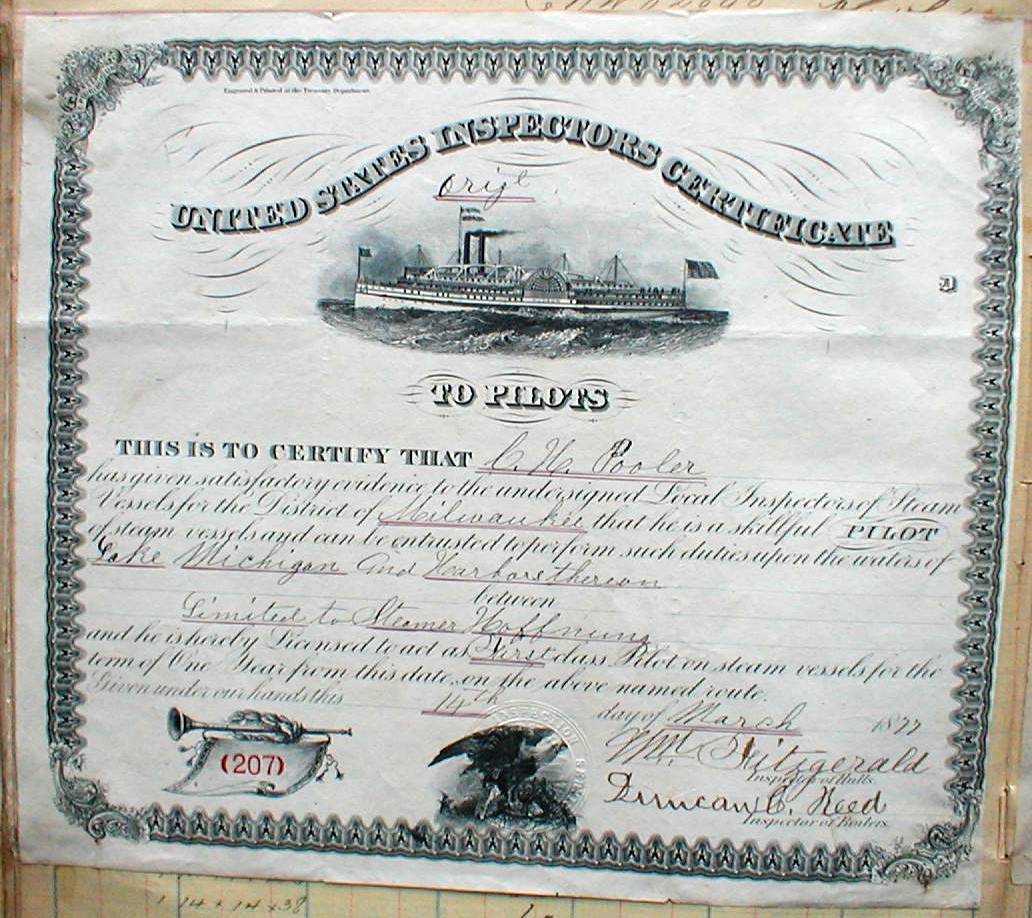 Engraved & Printed at the Treasury Department.
UNITED STATES INSPECTORS CERTIFICATE
Origl
TO PILOTS
THIS IS TO CERTIFY THAT C. H. Pooler
has given satisfactory evidence to the undersigned Local Inspectors of Steam
Vessels for the District of Milwaukee that he is a skillful PILOT
of steam vessels and can be entrusted to perform such duties upon the waters of
Lake Michigan and Harbors thereon
between
Limited to Steamer Hoffnung
and he is hereby Licensed to act as First class Pilot on steam vessels for the
term of One Year from this date, on the above named route.
Given under our hands this 14th day of March 1877
(207)
Wm Fitzgerald
Inspector of Hulls.
Duncan C. Reed
Inspector of Boilers.
14 x 14 x 38